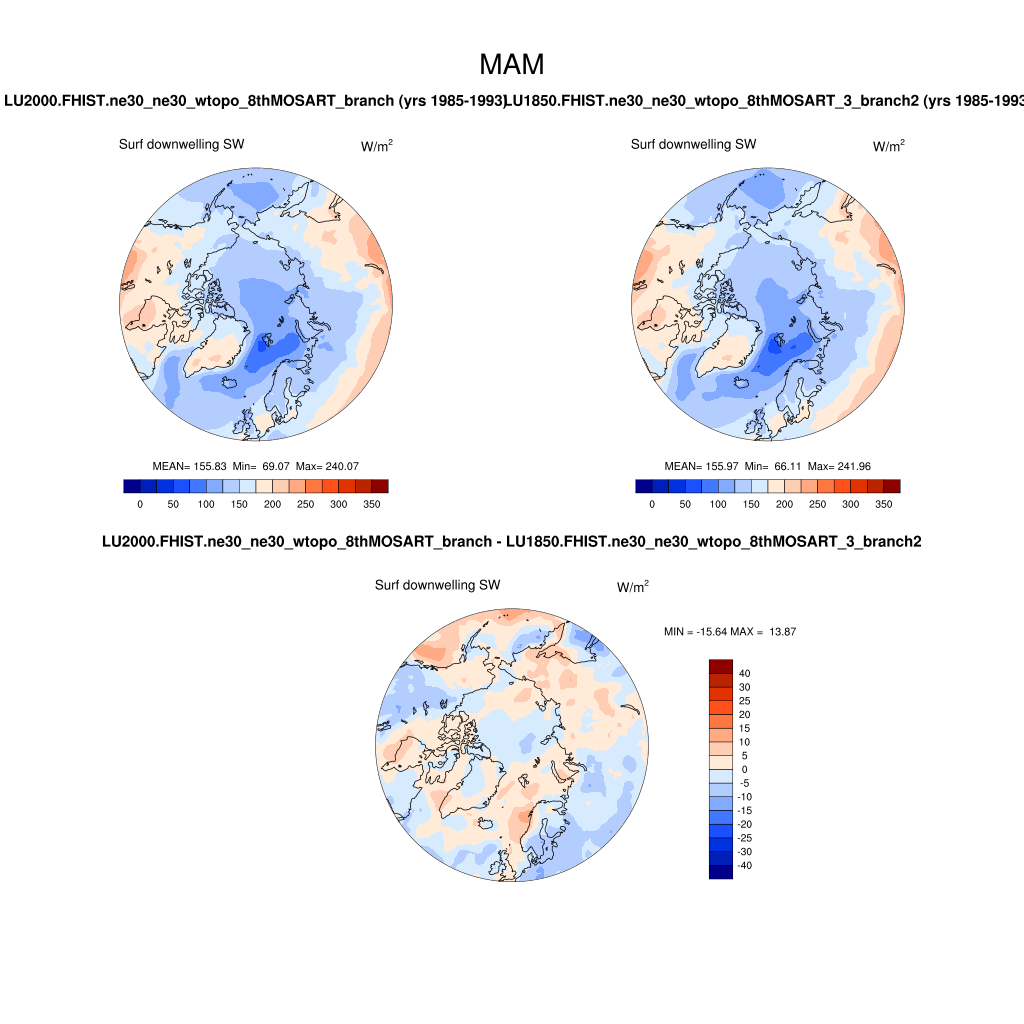 MAM
LU2000.FHIST.ne30_ne30_wtopo_8thMOSART_branch (yrs 1985-1993)
LU1850.FHIST.ne30_ne30_wtopo_8thMOSART_3_branch2 (yrs 1985-1993
Surf downwelling SW
W/m²
Surf downwelling SW
W/m²
MEAN= 155.83 Min= 69.07 Max= 240.07
0 50 100 150 200 250 300 350
MEAN= 155.97 Min= 66.11 Max= 241.96
0 50 100 150 200 250 300 350
LU2000.FHIST.ne30_ne30_wtopo_8thMOSART_branch - LU1850.FHIST.ne30_ne30_wtopo_8thMOSART_3_branch2
Surf downwelling SW
W/m²
MIN = -15.64 MAX = 13.87
40
30
25
20
15
10
5
0
-5
-10
-15
-20
-25
-30
-40